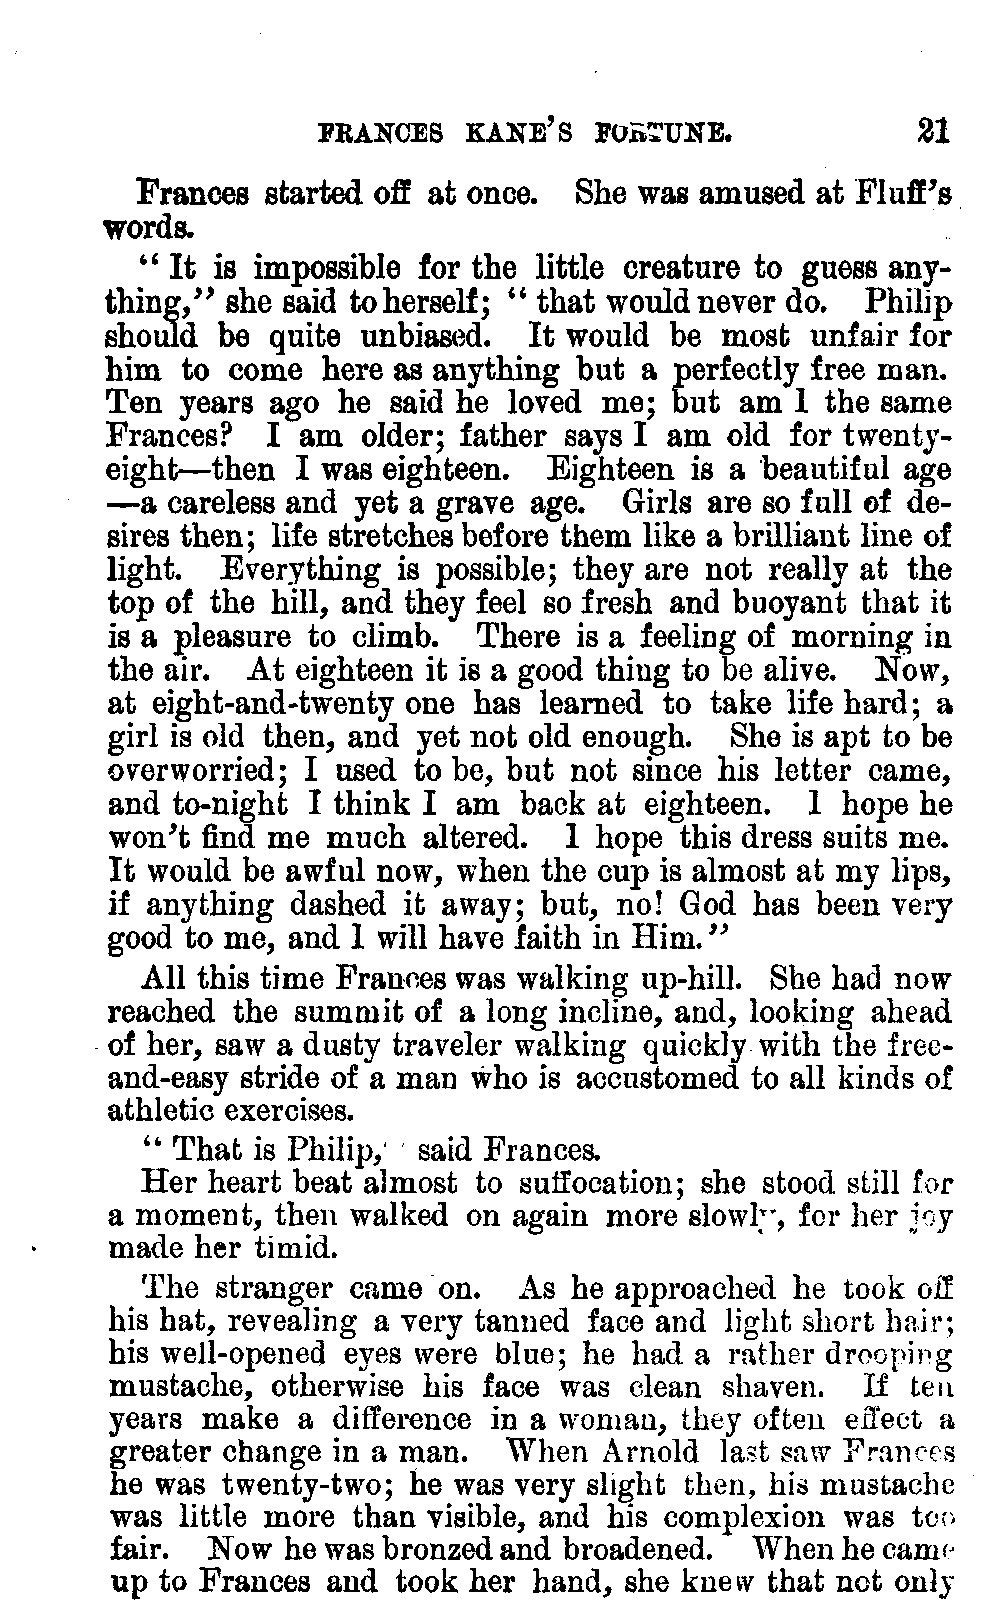 FRANCES KANE'S FORTUNE. 21
Frances started off at once. She was amused at Fluff's
words.
“ It is impossible for the little creature to guess any-
thing,” she said to herself; “ that would never do. Philip
should be quite unbiased. It would be most unfair for
him to come here as anything but a perfectly free man.
Ten years ago he said he loved me; but am I the same
Frances? I am older; father says I am old for twenty-
eight—then I was eighteen. Eighteen is a beautiful age
—a careless and yet a grave age. Girls are so full of de-
sires then; life stretches before them like a brilliant line of
light. Everything is possible; they are not really at the
top of the hill, and they feel so fresh and buoyant that it
is a pleasure to climb. There is a feeling of morning in
the air. At eighteen it is a good thing to be alive. Now,
at eight-and-twenty one has learned to take life hard; a
girl is old then, and yet not old enough. She is apt to be
overworried; I used to be, but not since his letter came,
and to-night I think I am back at eighteen. I hope he
won't find me much altered. I hope this dress suits me.
It would be awful now, when the cup is almost at my lips,
if anything dashed it away; but, no! God has been very
good to me, and I will have faith in Him.”
All this time Frances was walking up-hill. She had now
reached the summit of a long incline, and, looking ahead
of her, saw a dusty traveler walking quickly with the free-
and-easy stride of a man who is accustomed to all kinds of
athletic exercises.
“ That is Philip,” said Frances.
Her heart beat almost to suffocation; she stood still for
a moment, then walked on again more slowly, for her joy
made her timid.
The stranger came on. As he approached he took off
his hat, revealing a very tanned face and light short hair;
his well-opened eyes were blue; he had a rather drooping
mustache, otherwise his face was clean shaven. If ten
years make a difference in a woman, they often effect a
greater change in a man. When Arnold last saw Frances
he was twenty-two; he was very slight then, his mustache
was little more than visible, and his complexion was too
fair. Now he was bronzed and broadened. When he came
up to Frances and took her hand, she knew that not only